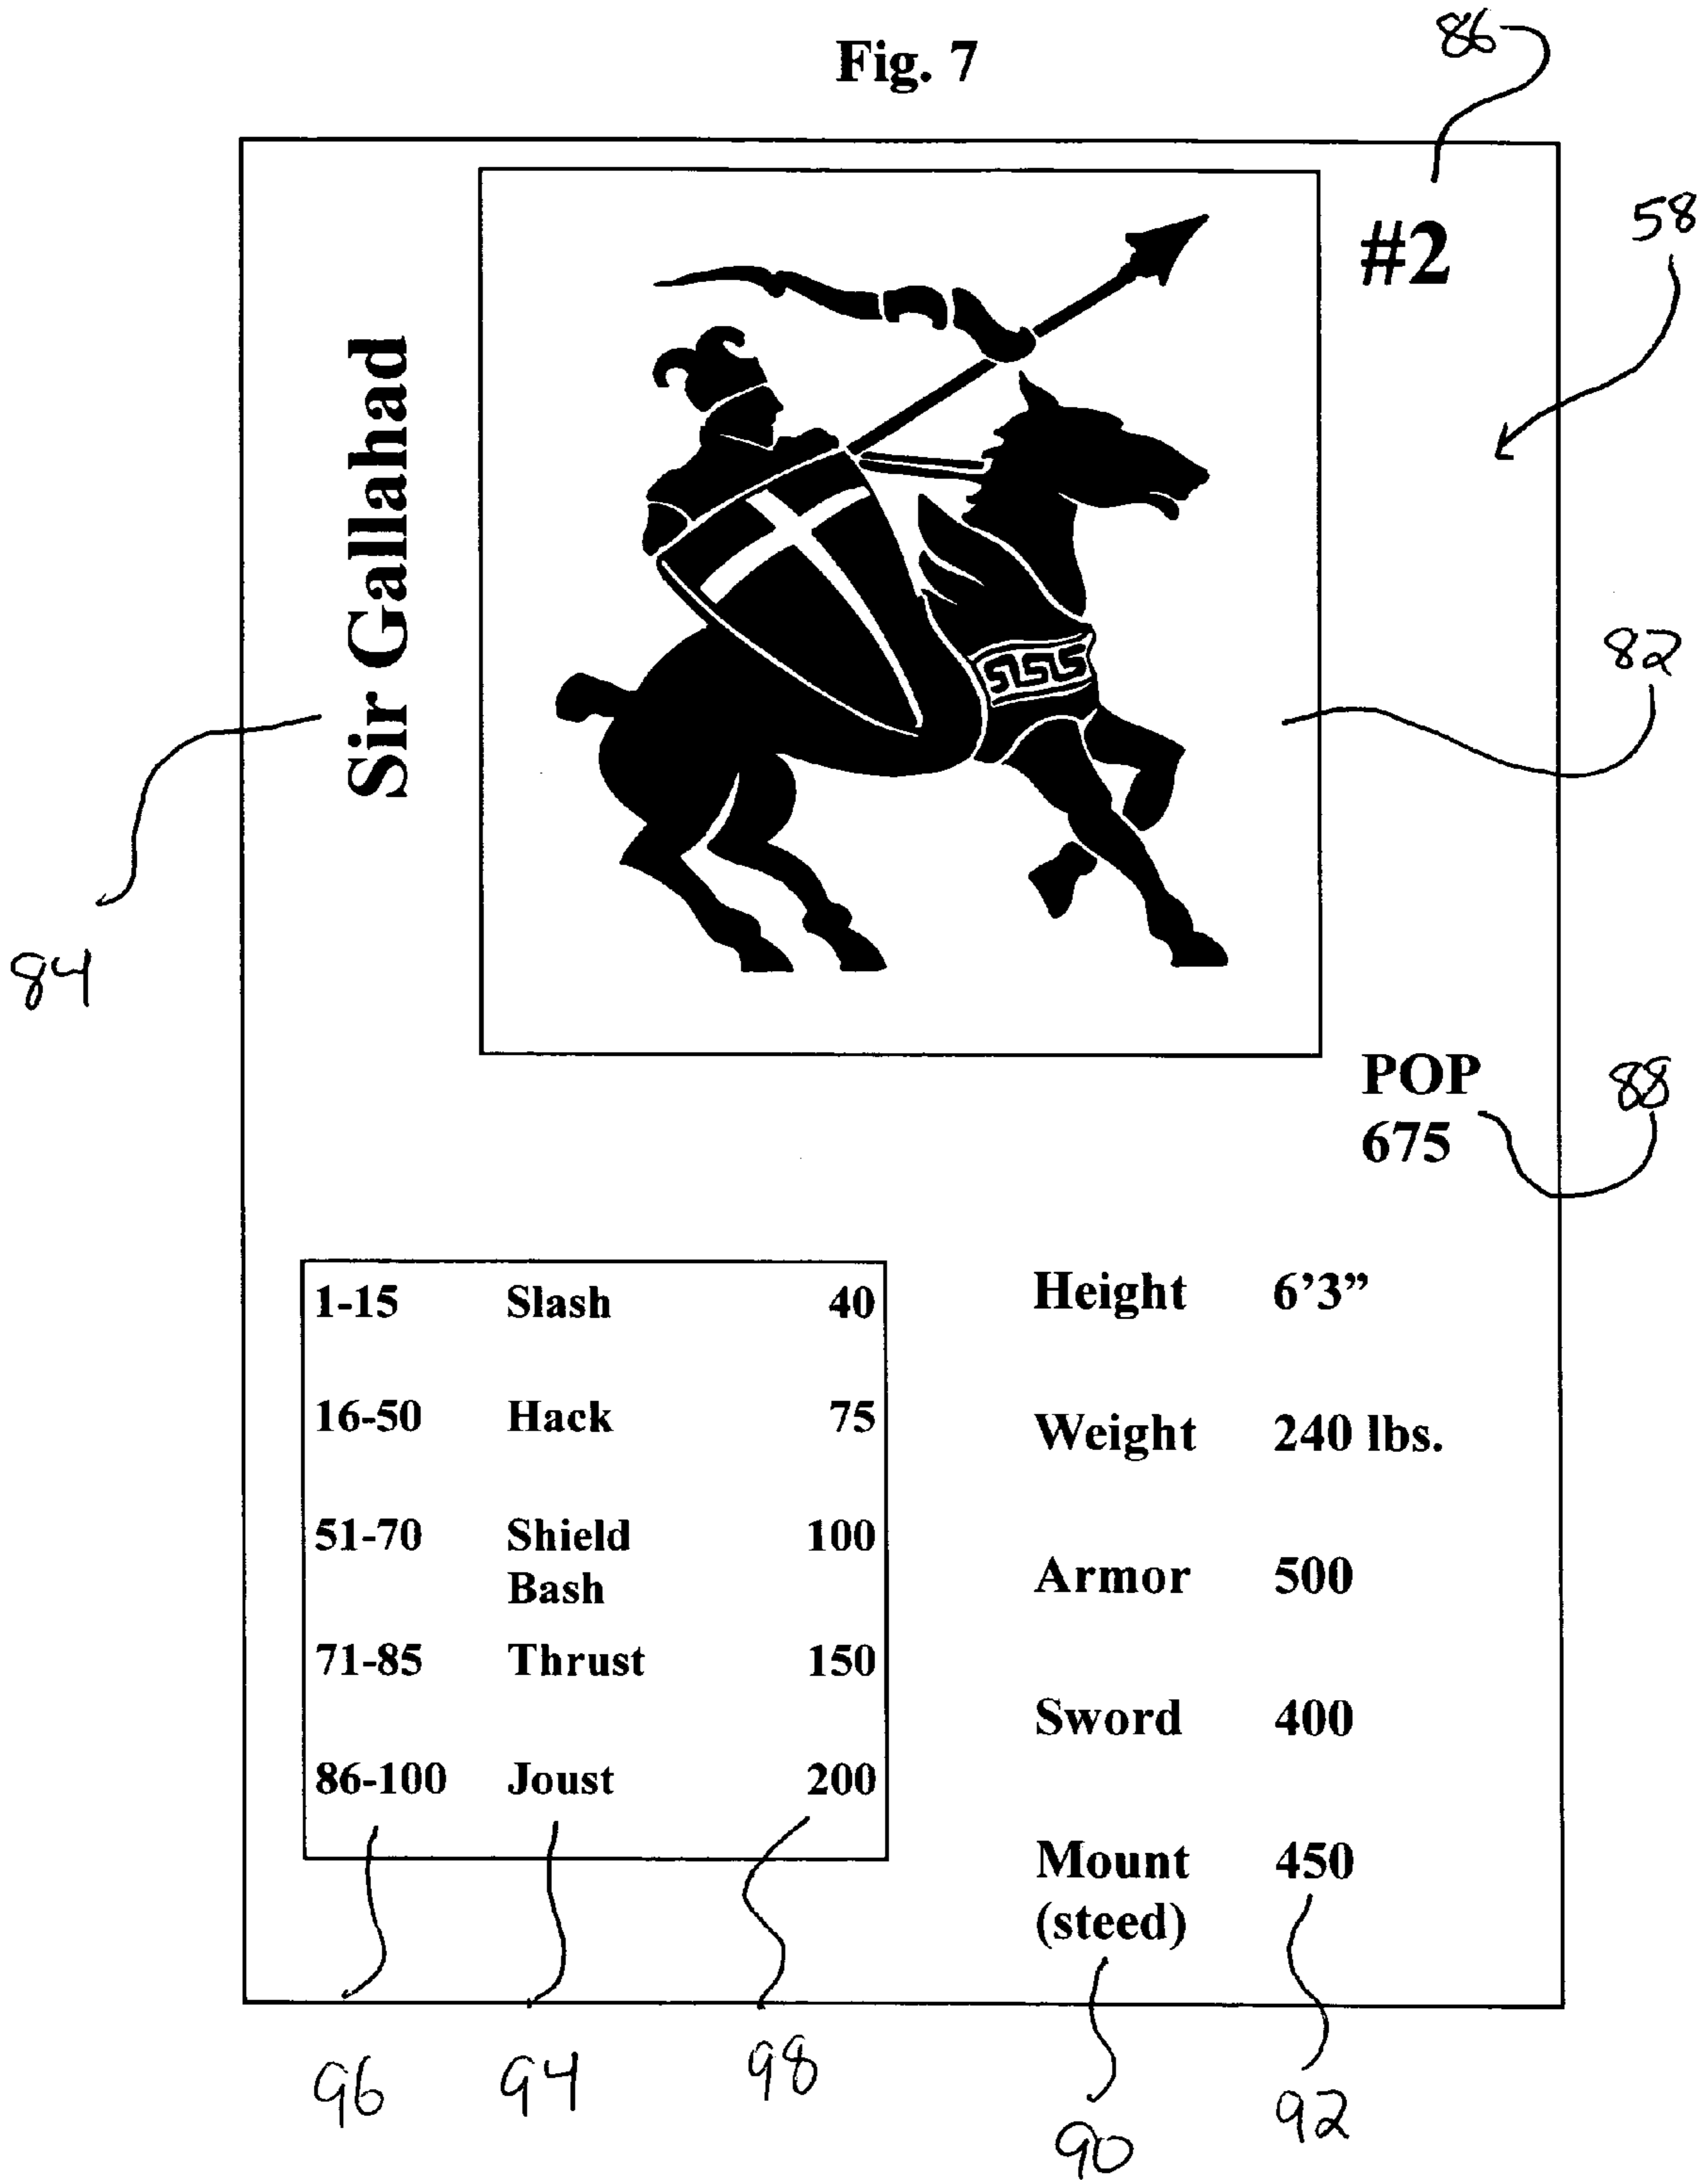 Fig. 7
86
#2
58
Sir Gallahad
82
84
POP
675
88
1-15 Slash 40
16-50 Hack 75
51-70 Shield 100
Bash
71-85 Thrust 150
86-100 Joust 200
Height 6’3”
Weight 240 lbs.
Armor 500
Sword 400
Mount 450
(steed)
96 94 98 90 92